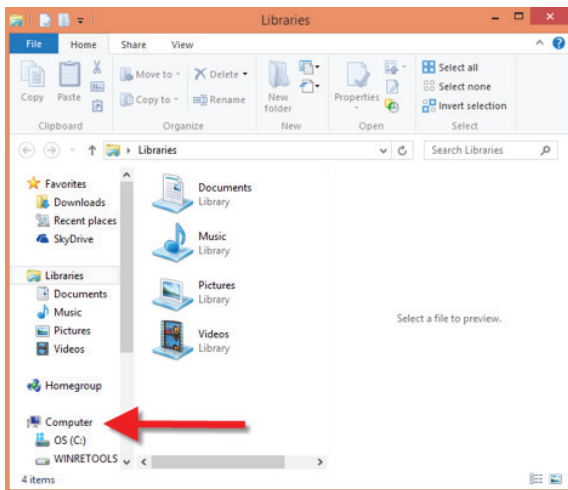 Libraries
File Home Share View
Copy Paste Move to Copy to Delete Rename New folder Properties Select all Select none Invert selection
Clipboard Organize New Open Select
Libraries Search Libraries
Favorites
Downloads
Recent places
SkyDrive
Libraries
Documents
Music
Pictures
Videos
Homegroup
Computer
OS (C:)
WINRETOOLS
Documents
Library
Music
Library
Pictures
Library
Videos
Library
Select a file to preview.
4 items